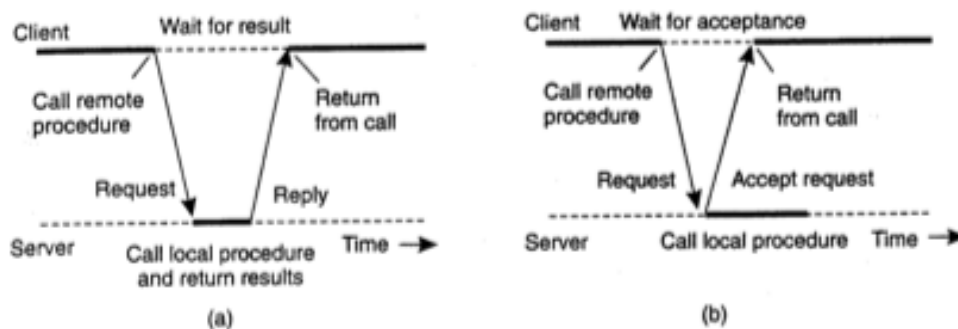 Client
Wait for result
Call remote
procedure
Return
from call
Request
Reply
Server
Call local procedure
and return results
Time
(a)
Client
Wait for acceptance
Call remote
procedure
Return
from call
Request
Accept request
Server
Call local procedure
Time
(b)